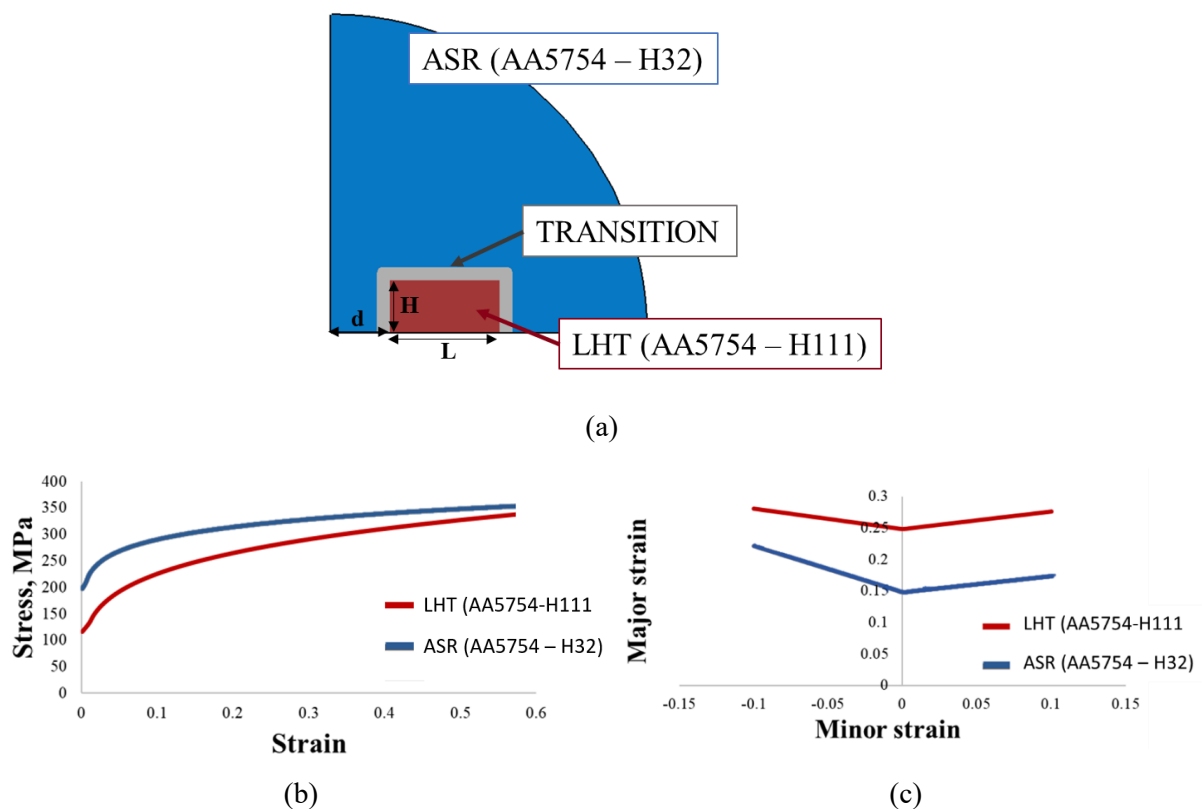 ASR (AA5754 – H32)
TRANSITION
H
d
L
LHT (AA5754 – H111)
(a)
Stress, MPa
400
350
300
250
200
150
100
50
0
0 0.1 0.2 0.3 0.4 0.5 0.6
Strain
LHT (AA5754-H111
ASR (AA5754 – H32)
(b)
Major strain
0.3
0.25
0.2
0.15
0.1
0.05
0
-0.15 -0.1 -0.05 0 0.05 0.1 0.15
Minor strain
LHT (AA5754-H111
ASR (AA5754 – H32)
(c)